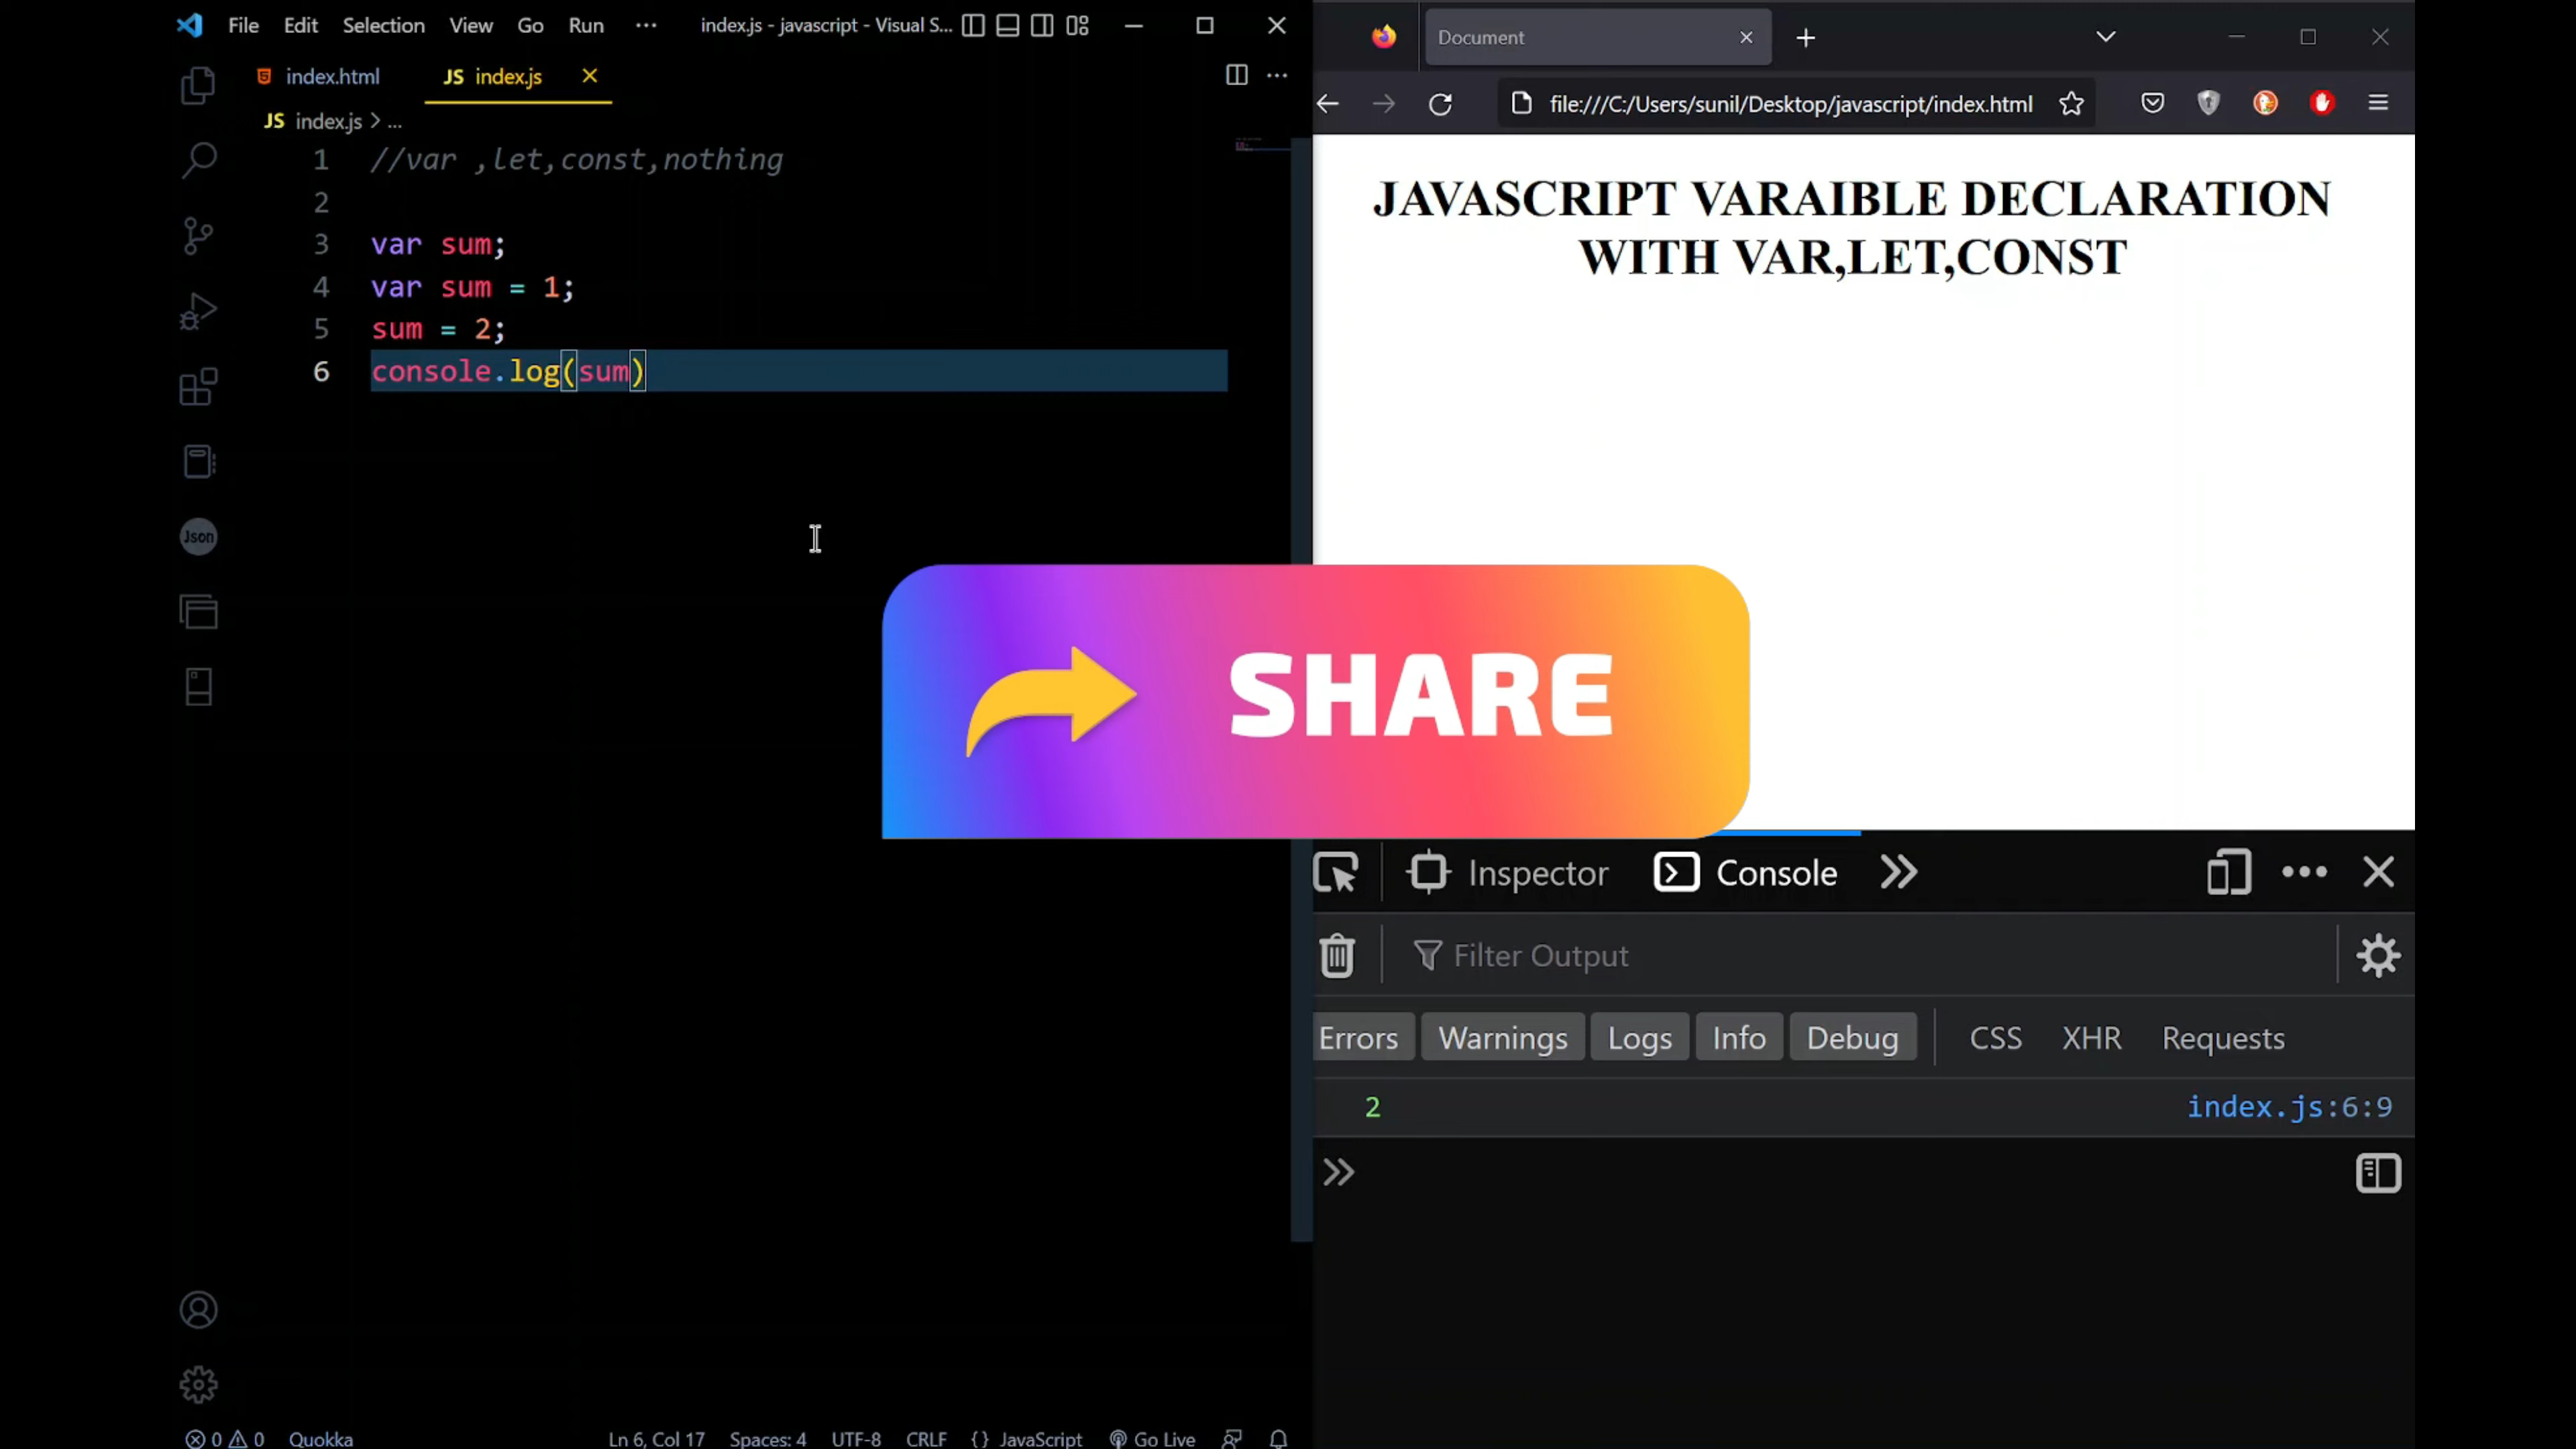 File Edit Selection View Go Run ··· index.js - javascript - Visual S...
index.html JS index.js
JS index.js > ...
1 //var ,let,const,nothing
2
3 var sum;
4 var sum = 1;
5 sum = 2;
6 console.log(sum)
Json
0 0 Quokka Ln 6, Col 17 Spaces: 4 UTF-8 CRLF {} JavaScript Go Live
Document
file:///C:/Users/sunil/Desktop/javascript/index.html
JAVASCRIPT VARAIBLE DECLARATION
WITH VAR,LET,CONST
SHARE
Inspector Console
Filter Output
Errors Warnings Logs Info Debug CSS XHR Requests
2 index.js:6:9